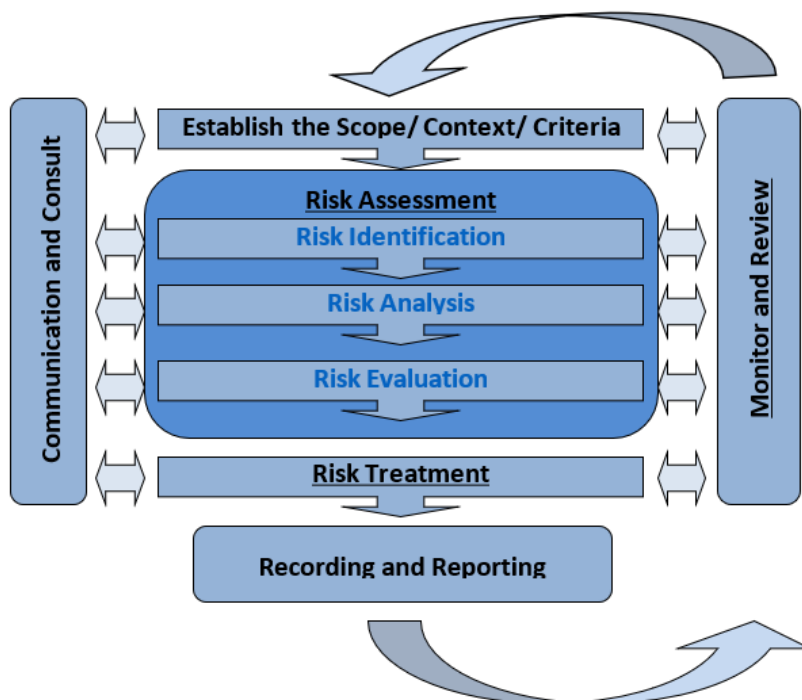 Establish the Scope/ Context/ Criteria
Communication and Consult
Risk Assessment
Risk Identification
Risk Analysis
Risk Evaluation
Monitor and Review
Risk Treatment
Recording and Reporting